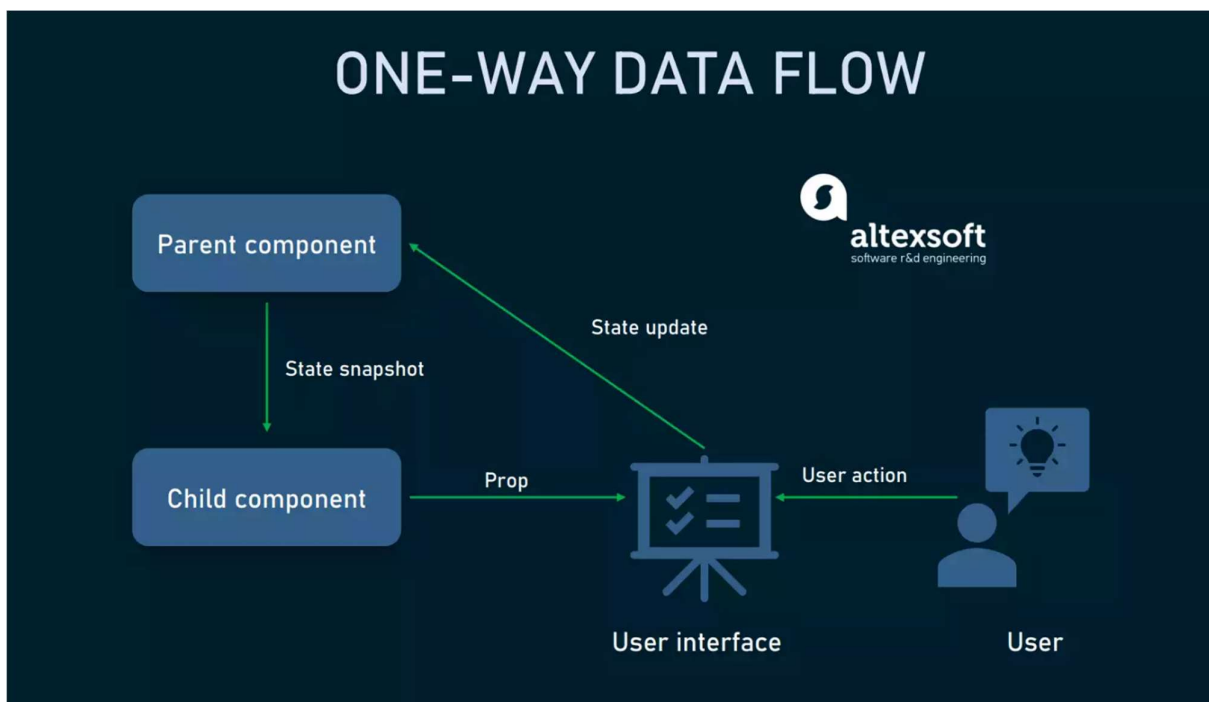 ONE-WAY DATA FLOW
altexsoft
software r&d engineering
Parent component
State update
State snapshot
Child component
Prop
User action
User interface
User